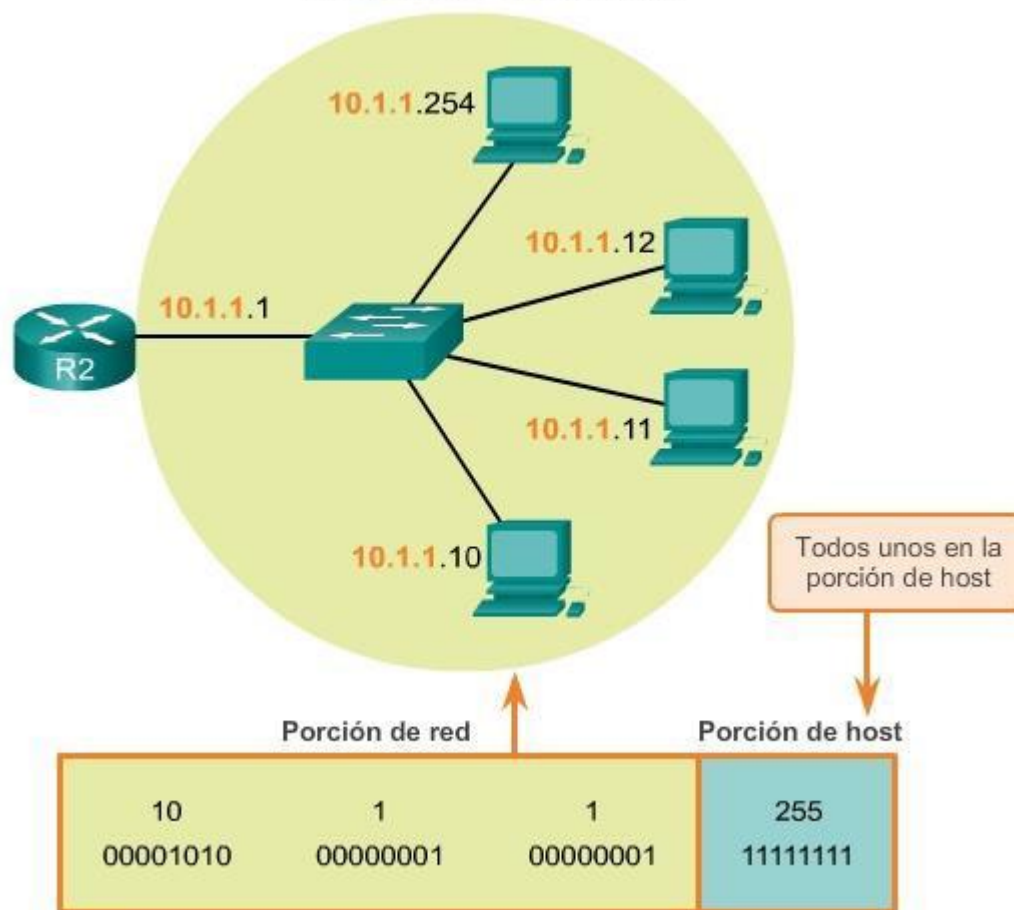 10.1.1.254
10.1.1.12
10.1.1.1
R2
10.1.1.11
10.1.1.10
Todos unos en la
porción de host
Porción de red Porción de host
10 1 1 255
00001010 00000001 00000001 11111111